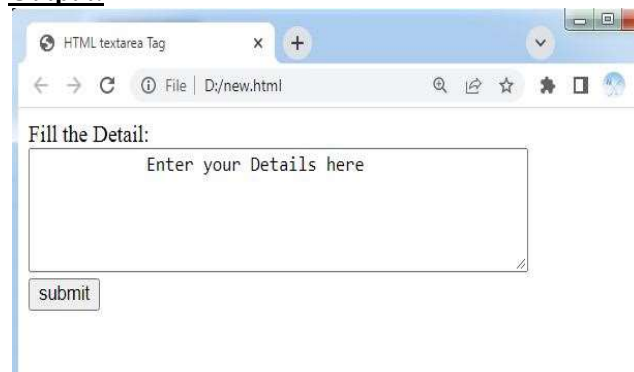 Output:
HTML textarea Tag
File | D:/new.html
Fill the Detail:
Enter your Details here
submit